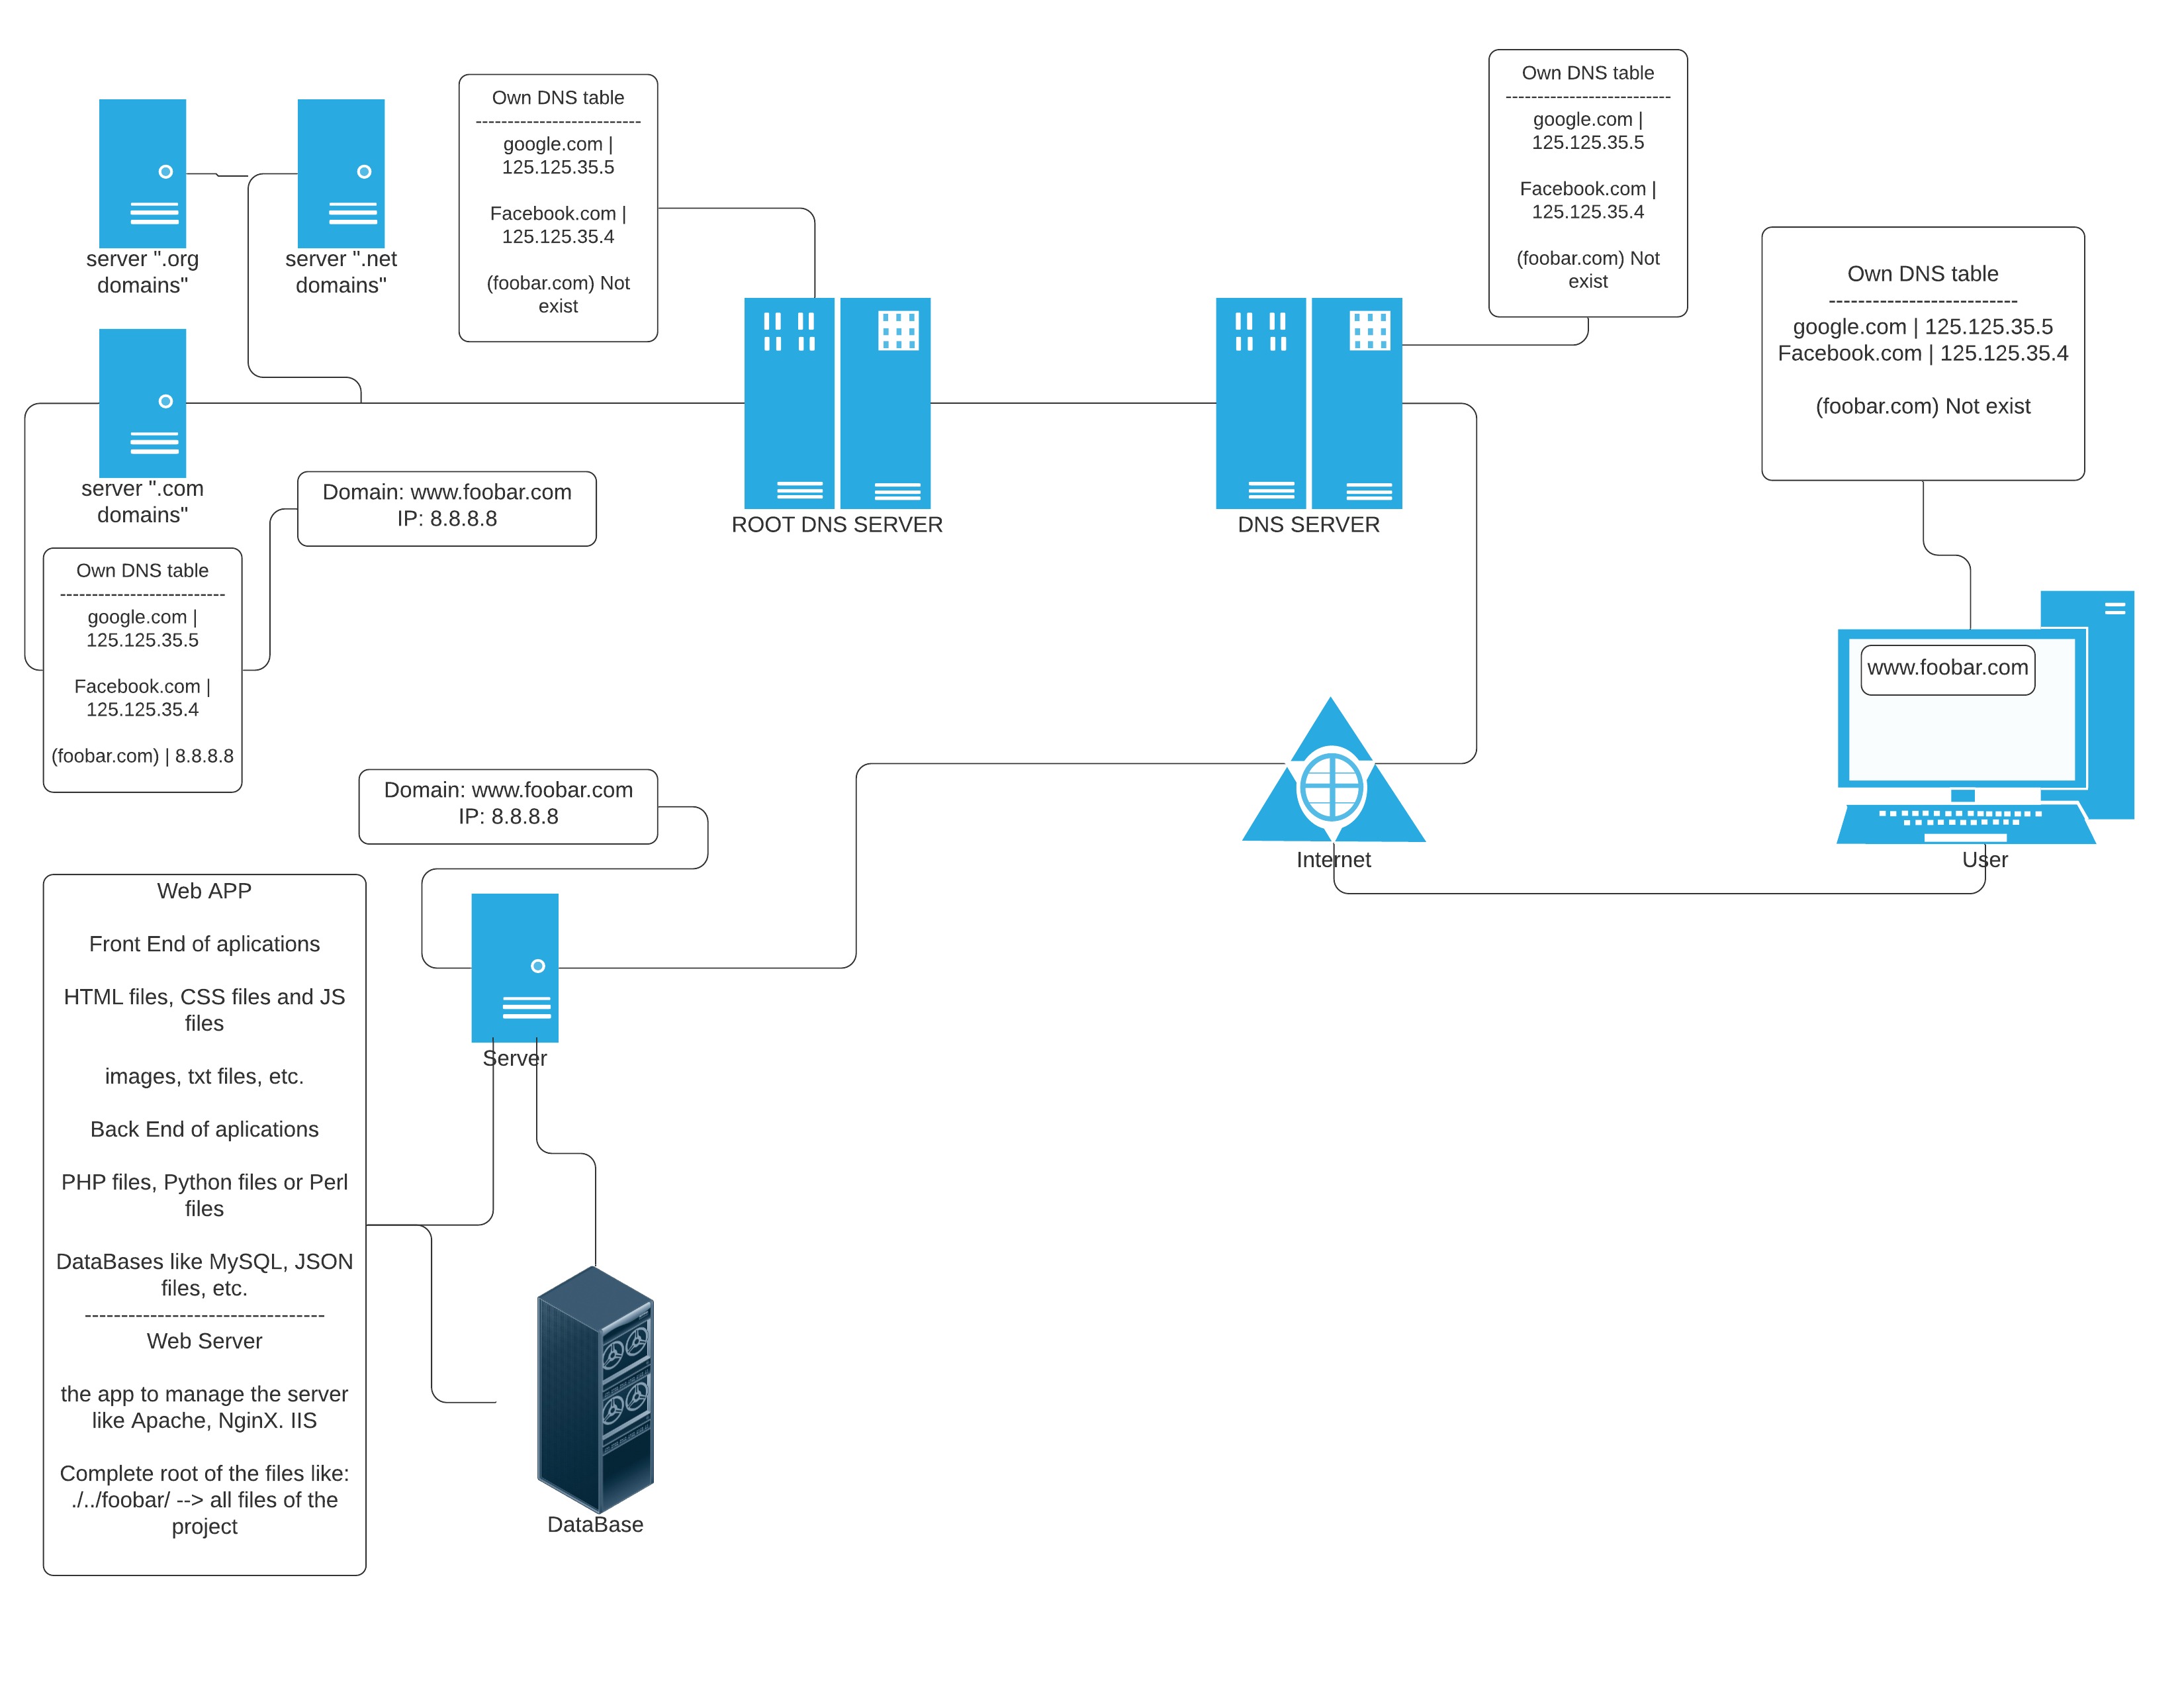 Own DNS table
--------------------------
google.com |
125.125.35.5
Facebook.com |
125.125.35.4
(foobar.com) Not
exist
Own DNS table
--------------------------
google.com |
125.125.35.5
Facebook.com |
125.125.35.4
(foobar.com) Not
exist
server ".org
domains"
server ".net
domains"
Own DNS table
--------------------------
google.com | 125.125.35.5
Facebook.com | 125.125.35.4
(foobar.com) Not exist
server ".com
domains"
Domain: www.foobar.com
IP: 8.8.8.8
ROOT DNS SERVER
DNS SERVER
Own DNS table
--------------------------
google.com |
125.125.35.5
Facebook.com |
125.125.35.4
(foobar.com) | 8.8.8.8
www.foobar.com
Domain: www.foobar.com
IP: 8.8.8.8
Internet
User
Web APP
Front End of aplications
HTML files, CSS files and JS
files
images, txt files, etc.
Back End of aplications
PHP files, Python files or Perl
files
DataBases like MySQL, JSON
files, etc.
---------------------------------
Web Server
the app to manage the server
like Apache, NginX. IIS
Complete root of the files like:
./../foobar/ --> all files of the
project
Server
DataBase